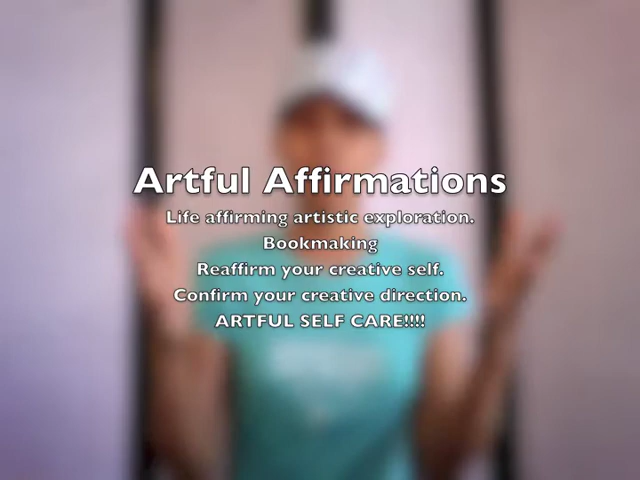 Artful Affirmations
Life affirming artistic exploration.
Bookmaking
Reaffirm your creative self.
Confirm your creative direction.
ARTFUL SELF CARE!!!!